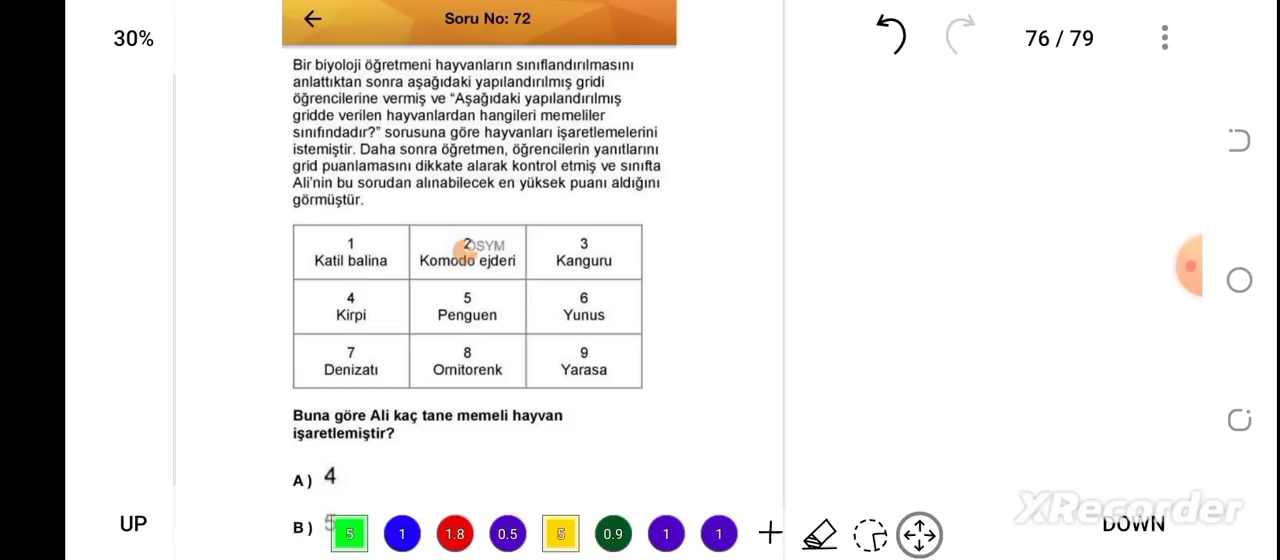 30%
Soru No: 72
76 / 79
Bir biyoloji öğretmeni hayvanların sınıflandırılmasını
anlattıktan sonra aşağıdaki yapılandırılmış gridi
öğrencilerine vermiş ve “Aşağıdaki yapılandırılmış
gridde verilen hayvanlardan hangileri memeliler
sınıfındadır?” sorusuna göre hayvanları işaretlemelerini
istemiştir. Daha sonra öğretmen, öğrencilerin yanıtlarını
grid puanlamasını dikkate alarak kontrol etmiş ve sınıfta
Ali’nin bu sorudan alınabilecek en yüksek puanı aldığını
görmüştür.
1 2 3
ÖSYM
Katil balina Komodo ejderi Kanguru
4 5 6
Kirpi Penguen Yunus
7 8 9
Denizatı Ornitorenk Yarasa
Buna göre Ali kaç tane memeli hayvan
işaretlemiştir?
A) 4
B) 5
UP
5 1 1.8 0.5 5 0.9 1 1
XRecorder
DOWN